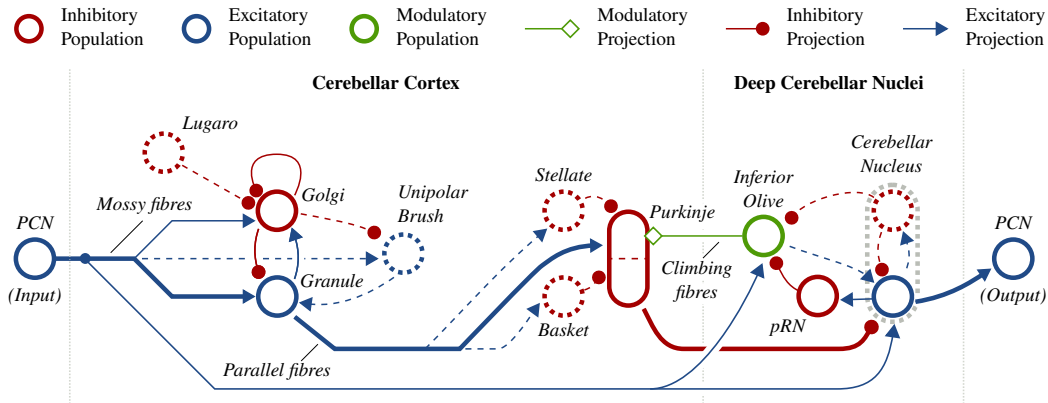 Inhibitory
Population
Excitatory
Population
Modulatory
Population
Modulatory
Projection
Inhibitory
Projection
Excitatory
Projection
Cerebellar Cortex
Deep Cerebellar Nuclei
Lugaro
Golgi
Unipolar
Brush
Stellate
Inferior
Olive
Cerebellar
Nucleus
PCN
(Input)
Mossy fibres
Granule
Parallel fibres
Basket
Purkinje
Climbing
fibres
pRN
PCN
(Output)